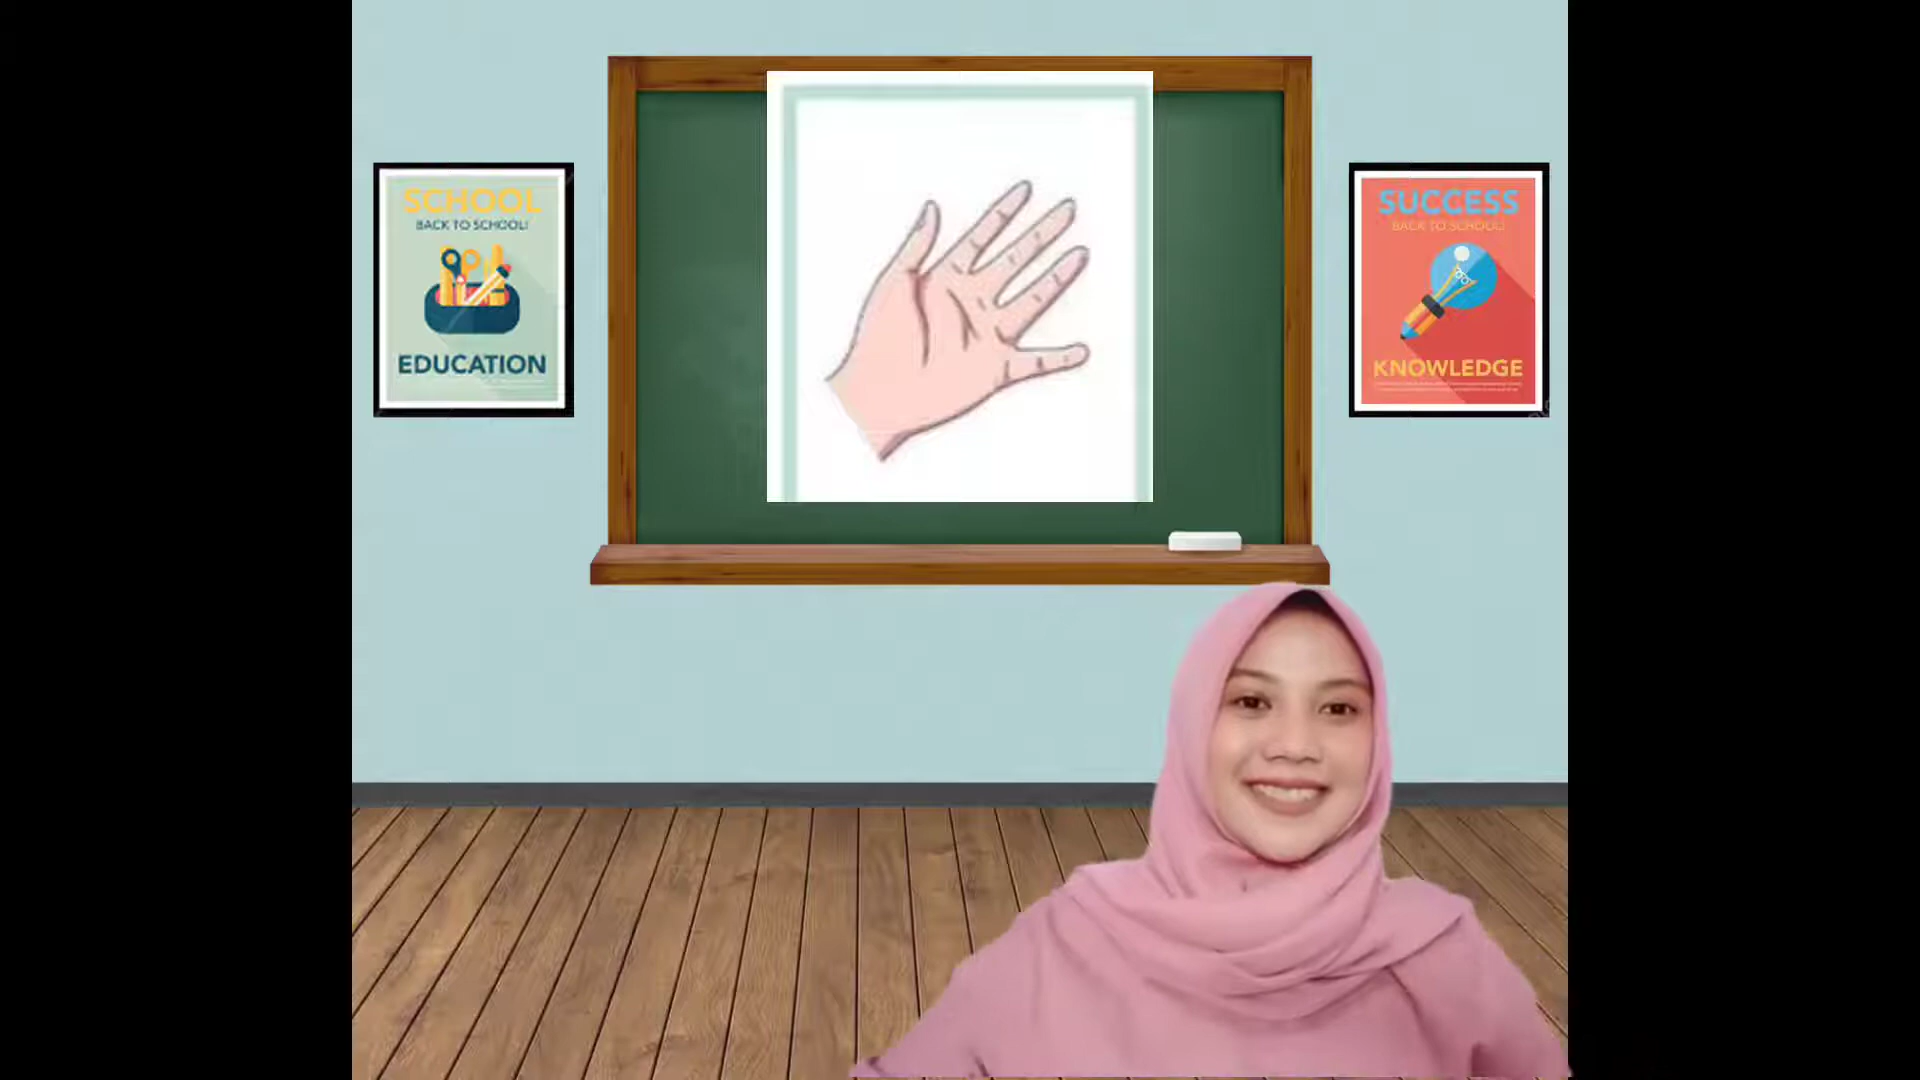 SCHOOL
BACK TO SCHOOL!
EDUCATION
SUCCESS
BACK TO SCHOOL!
KNOWLEDGE